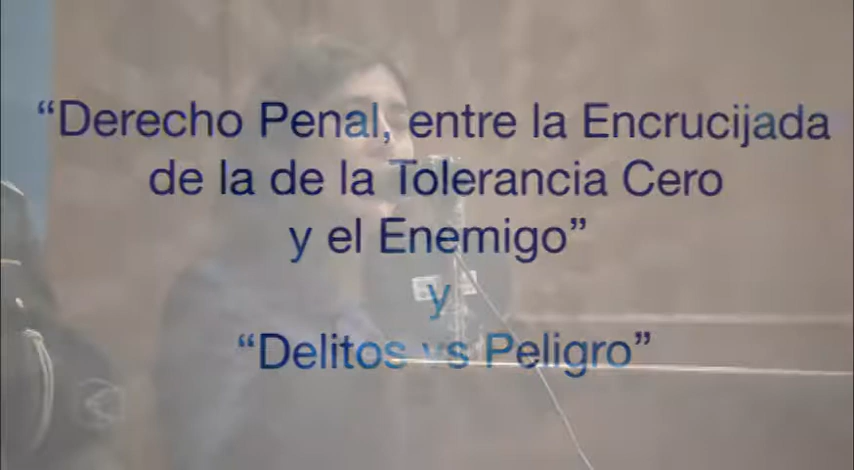 “Derecho Penal, entre la Encrucijada
de la de la Tolerancia Cero
y el Enemigo”
y
“Delitos vs Peligro”